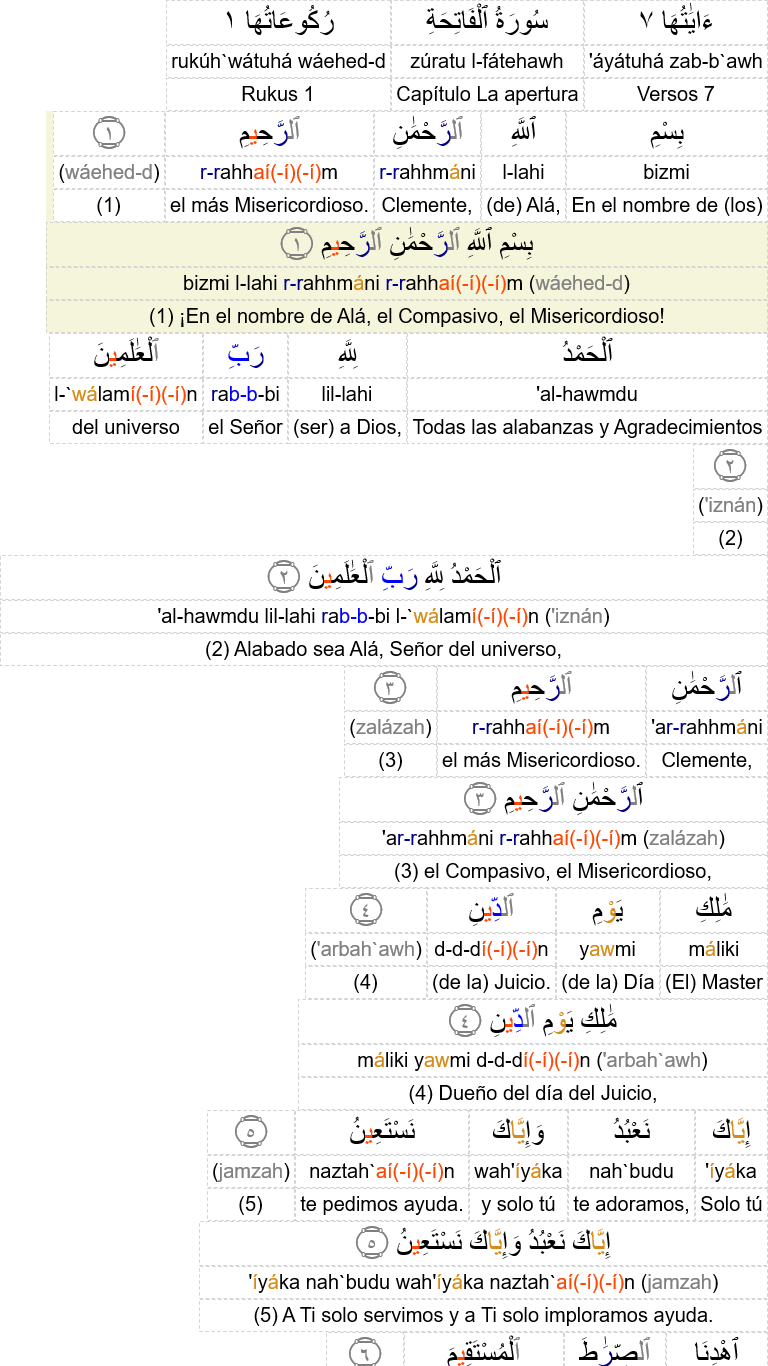 ءَايَٰتُهَا ٧ سُورَةُ ٱلْفَاتِحَةِ رُكُوعَاتُهَا ١
'áyátuhá zab-b`awh zúratu l-fátehawh rukúh`wátuhá wáehed-d
Versos 7 Capítulo La apertura Rukus 1
بِسْمِ ٱللَّهِ ٱلرَّحْمَٰنِ ٱلرَّحِيمِ ١
bizmi l-lahi r-rahhmáni r-rahhaí(-í)(-í)m (wáehed-d)
En el nombre de (los) (de) Alá, Clemente, el más Misericordioso. (1)
بِسْمِ ٱللَّهِ ٱلرَّحْمَٰنِ ٱلرَّحِيمِ ١
bizmi l-lahi r-rahhmáni r-rahhaí(-í)(-í)m (wáehed-d)
(1) ¡En el nombre de Alá, el Compasivo, el Misericordioso!
ٱلْحَمْدُ لِلَّهِ رَبِّ ٱلْعَٰلَمِينَ
'al-hawmdu lil-lahi rab-b-bi l-`wálamí(-í)(-í)n
Todas las alabanzas y Agradecimientos (ser) a Dios, el Señor del universo
٢
('iznán)
(2)
ٱلْحَمْدُ لِلَّهِ رَبِّ ٱلْعَٰلَمِينَ ٢
'al-hawmdu lil-lahi rab-b-bi l-`wálamí(-í)(-í)n ('iznán)
(2) Alabado sea Alá, Señor del universo,
ٱلرَّحْمَٰنِ ٱلرَّحِيمِ ٣
'ar-rahhmáni r-rahhaí(-í)(-í)m (zalázah)
Clemente, el más Misericordioso. (3)
ٱلرَّحْمَٰنِ ٱلرَّحِيمِ ٣
'ar-rahhmáni r-rahhaí(-í)(-í)m (zalázah)
(3) el Compasivo, el Misericordioso,
مَٰلِكِ يَوْمِ ٱلدِّينِ ٤
máliki yawmi d-d-dí(-í)(-í)n ('arbah`awh)
(El) Master (de la) Día (de la) Juicio. (4)
مَٰلِكِ يَوْمِ ٱلدِّينِ ٤
máliki yawmi d-d-dí(-í)(-í)n ('arbah`awh)
(4) Dueño del día del Juicio,
إِيَّاكَ نَعْبُدُ وَإِيَّاكَ نَسْتَعِينُ ٥
'íyáka nah`budu wah'íyáka naztah`aí(-í)(-í)n (jamzah)
Solo tú te adoramos, y solo tú te pedimos ayuda. (5)
إِيَّاكَ نَعْبُدُ وَإِيَّاكَ نَسْتَعِينُ ٥
'íyáka nah`budu wah'íyáka naztah`aí(-í)(-í)n (jamzah)
(5) A Ti solo servimos y a Ti solo imploramos ayuda.
ٱهْدِنَا ٱلصِّرَٰطَ ٱلْمُسْتَقِيمَ ٦